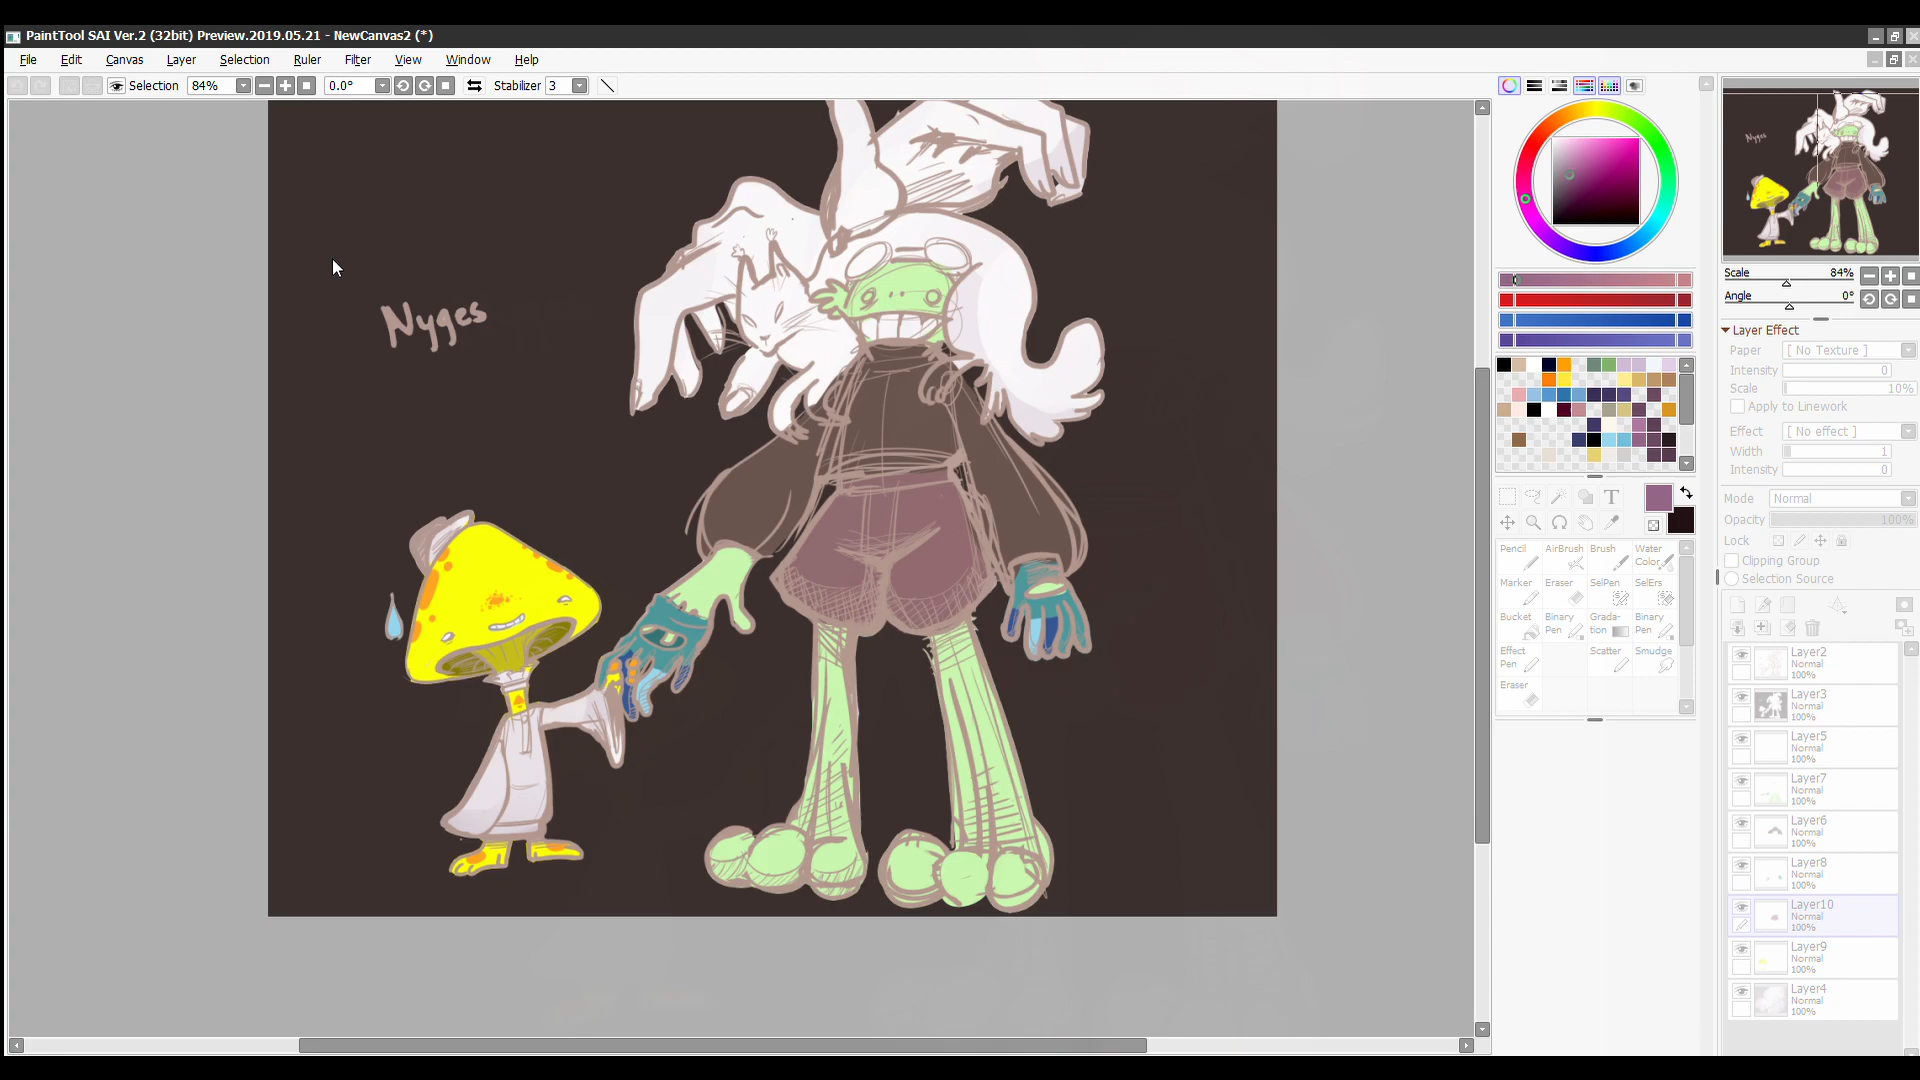 PaintTool SAI Ver.2 (32bit) Preview.2019.05.21 - NewCanvas2 (*)
File Edit Canvas Layer Selection Ruler Filter View Window Help
Selection 84% 0.0° Stabilizer 3
Nyges
Scale 84%
Angle 0°
Layer Effect
Paper [ No Texture ]
Intensity 0
Scale 10%
Apply to Linework
Effect [ No effect ]
Width 1
Intensity 0
Mode Normal
Opacity 100%
Lock
Clipping Group
Selection Source
T
Pencil AirBrush Brush Water Color
Marker Eraser SelPen SelErs
Bucket Binary Pen Grada-tion Binary Pen
Effect Pen Scatter Smudge
Eraser
Layer2
Normal
100%
Layer3
Normal
100%
Layer5
Normal
100%
Layer7
Normal
100%
Layer6
Normal
100%
Layer8
Normal
100%
Layer10
Normal
100%
Layer9
Normal
100%
Layer4
Normal
100%